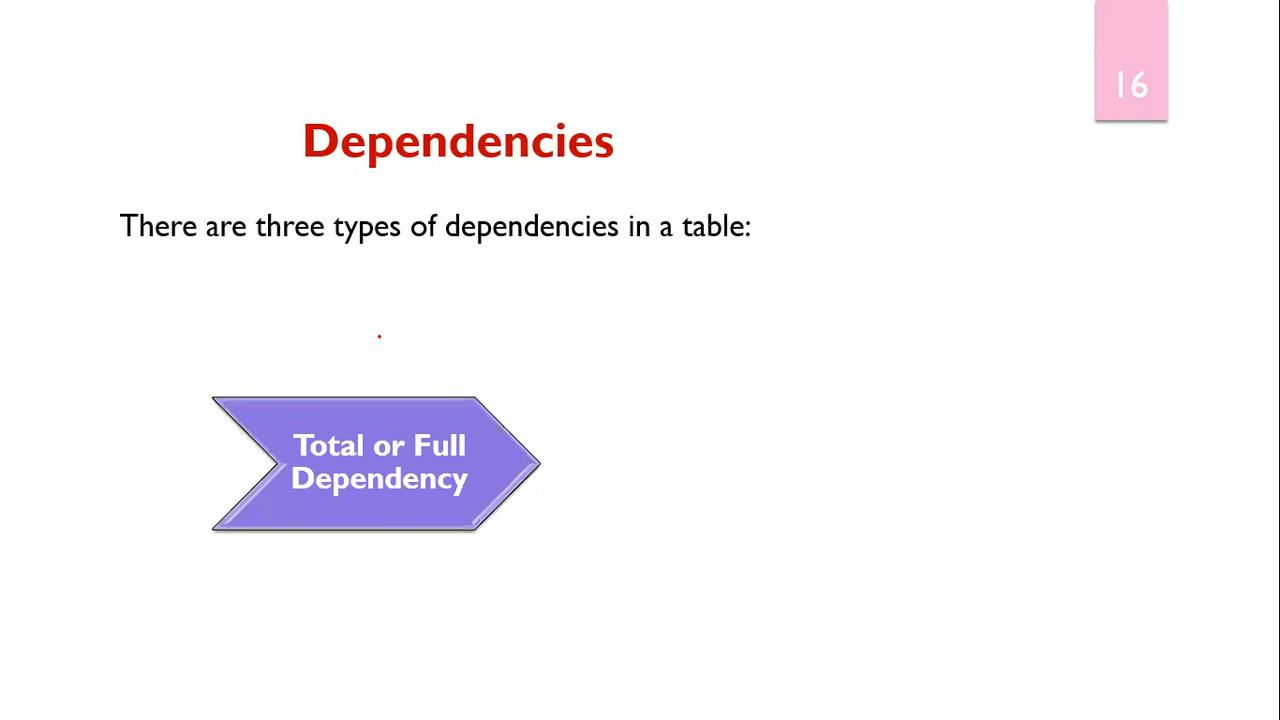 16
Dependencies
There are three types of dependencies in a table:
Total or Full
Dependency